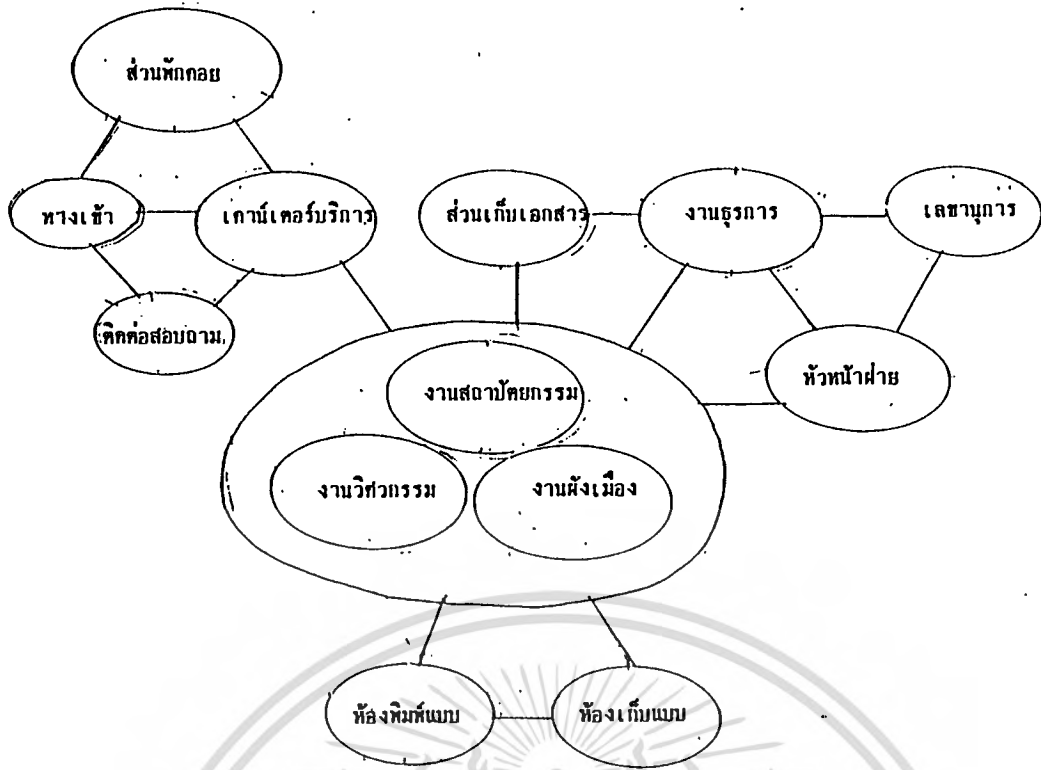 ส่วนพักคอย
ทางเข้า
เคาน์เตอร์บริการ
ส่วนเก็บเอกสาร
งานธุรการ
เลขานุการ
ติดต่อสอบถาม
หัวหน้าฝ่าย
งานสถาปัตยกรรม
งานวิศวกรรม
งานผังเมือง
ห้องพิมพ์แบบ
ห้องเก็บแบบ